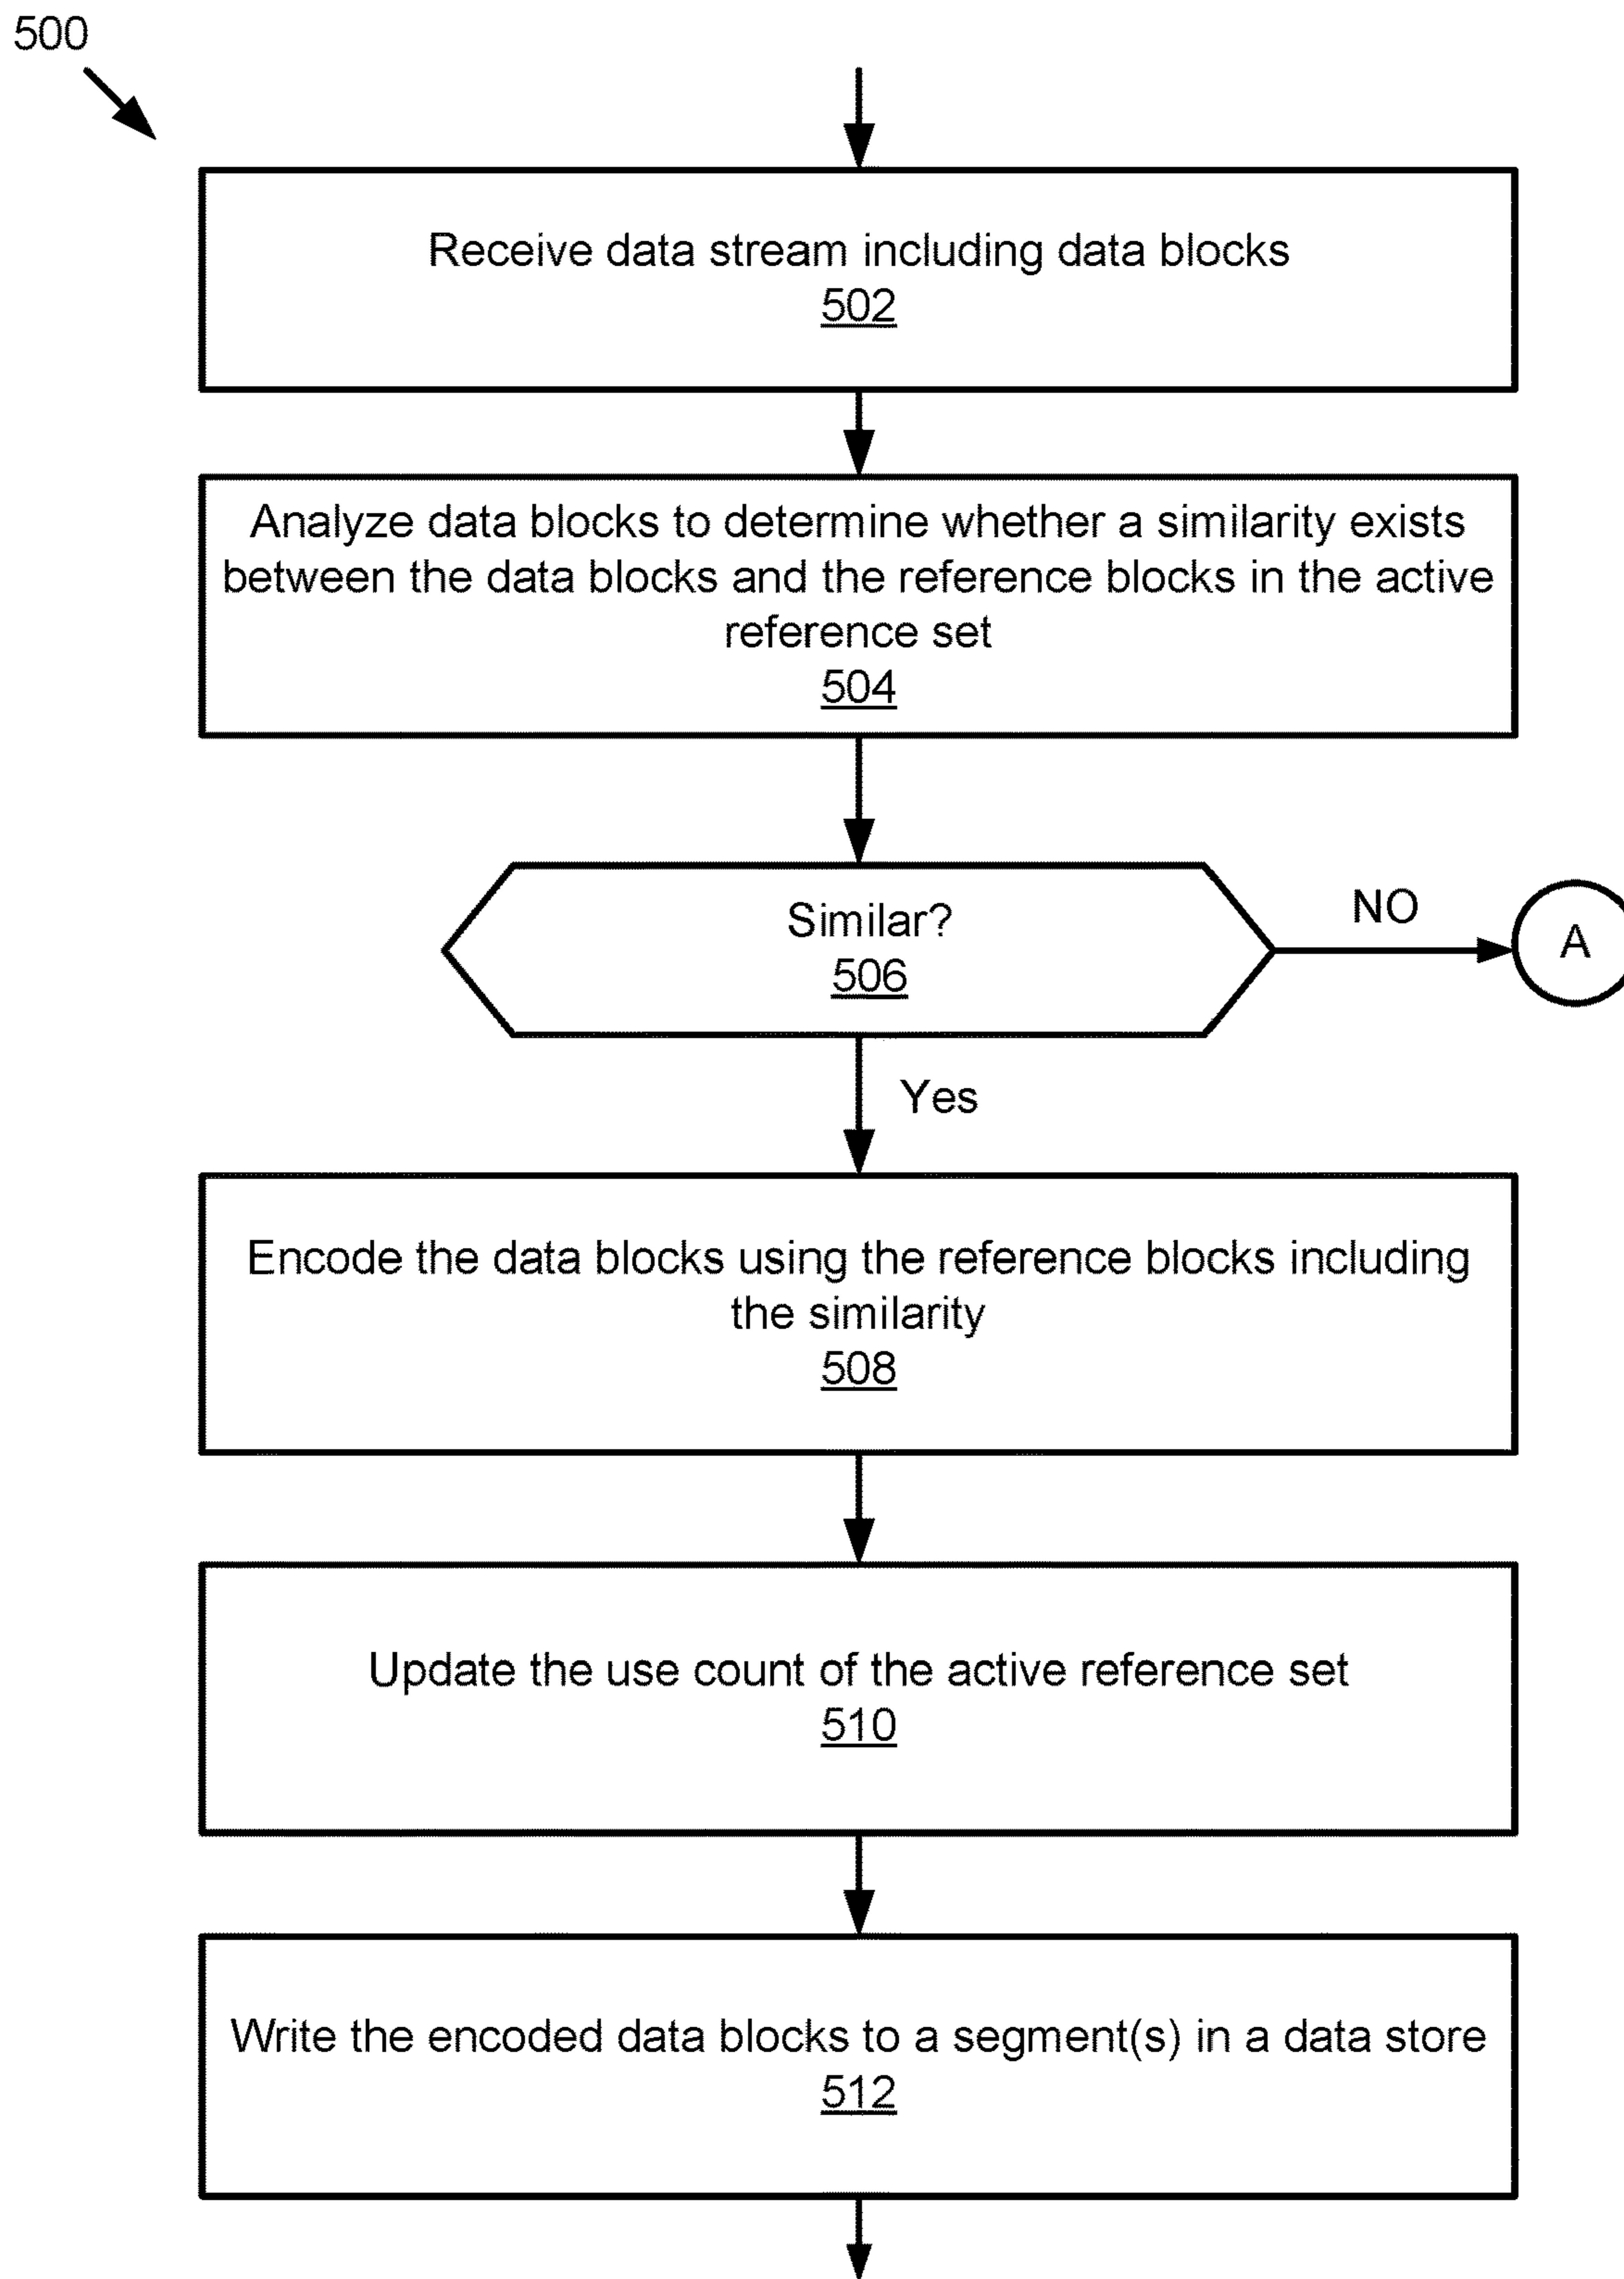 500
Receive data stream including data blocks
502
Analyze data blocks to determine whether a similarity exists
between the data blocks and the reference blocks in the active
reference set
504
Similar?
506
NO
A
Yes
Encode the data blocks using the reference blocks including
the similarity
508
Update the use count of the active reference set
510
Write the encoded data blocks to a segment(s) in a data store
512